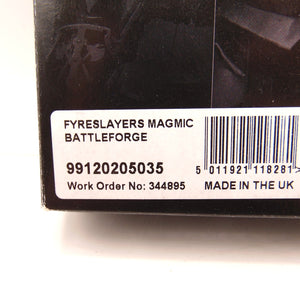 FYRESLAYERS MAGMIC
BATTLEFORGE
99120205035
5 011921 118281
Work Order No: 344895
MADE IN THE UK